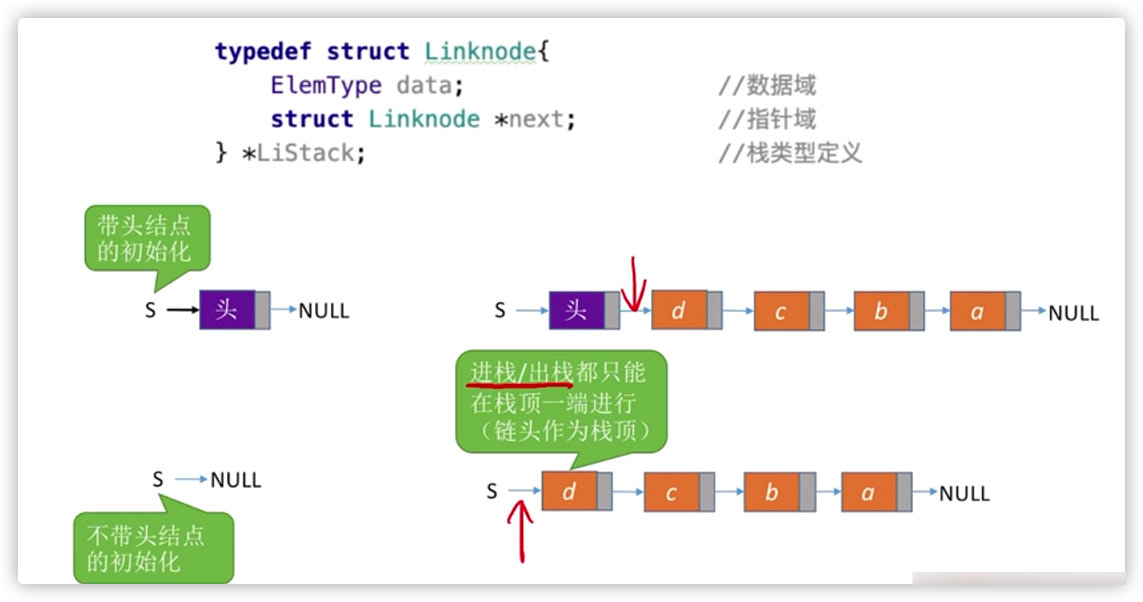 typedef struct Linknode{
ElemType data; //数据域
struct Linknode *next; //指针域
} *LiStack; //栈类型定义
带头结点
的初始化
S 头 NULL
S 头 d c b a NULL
进栈/出栈都只能
在栈顶一端进行
（链头作为栈顶）
S NULL
S d c b a NULL
不带头结点
的初始化